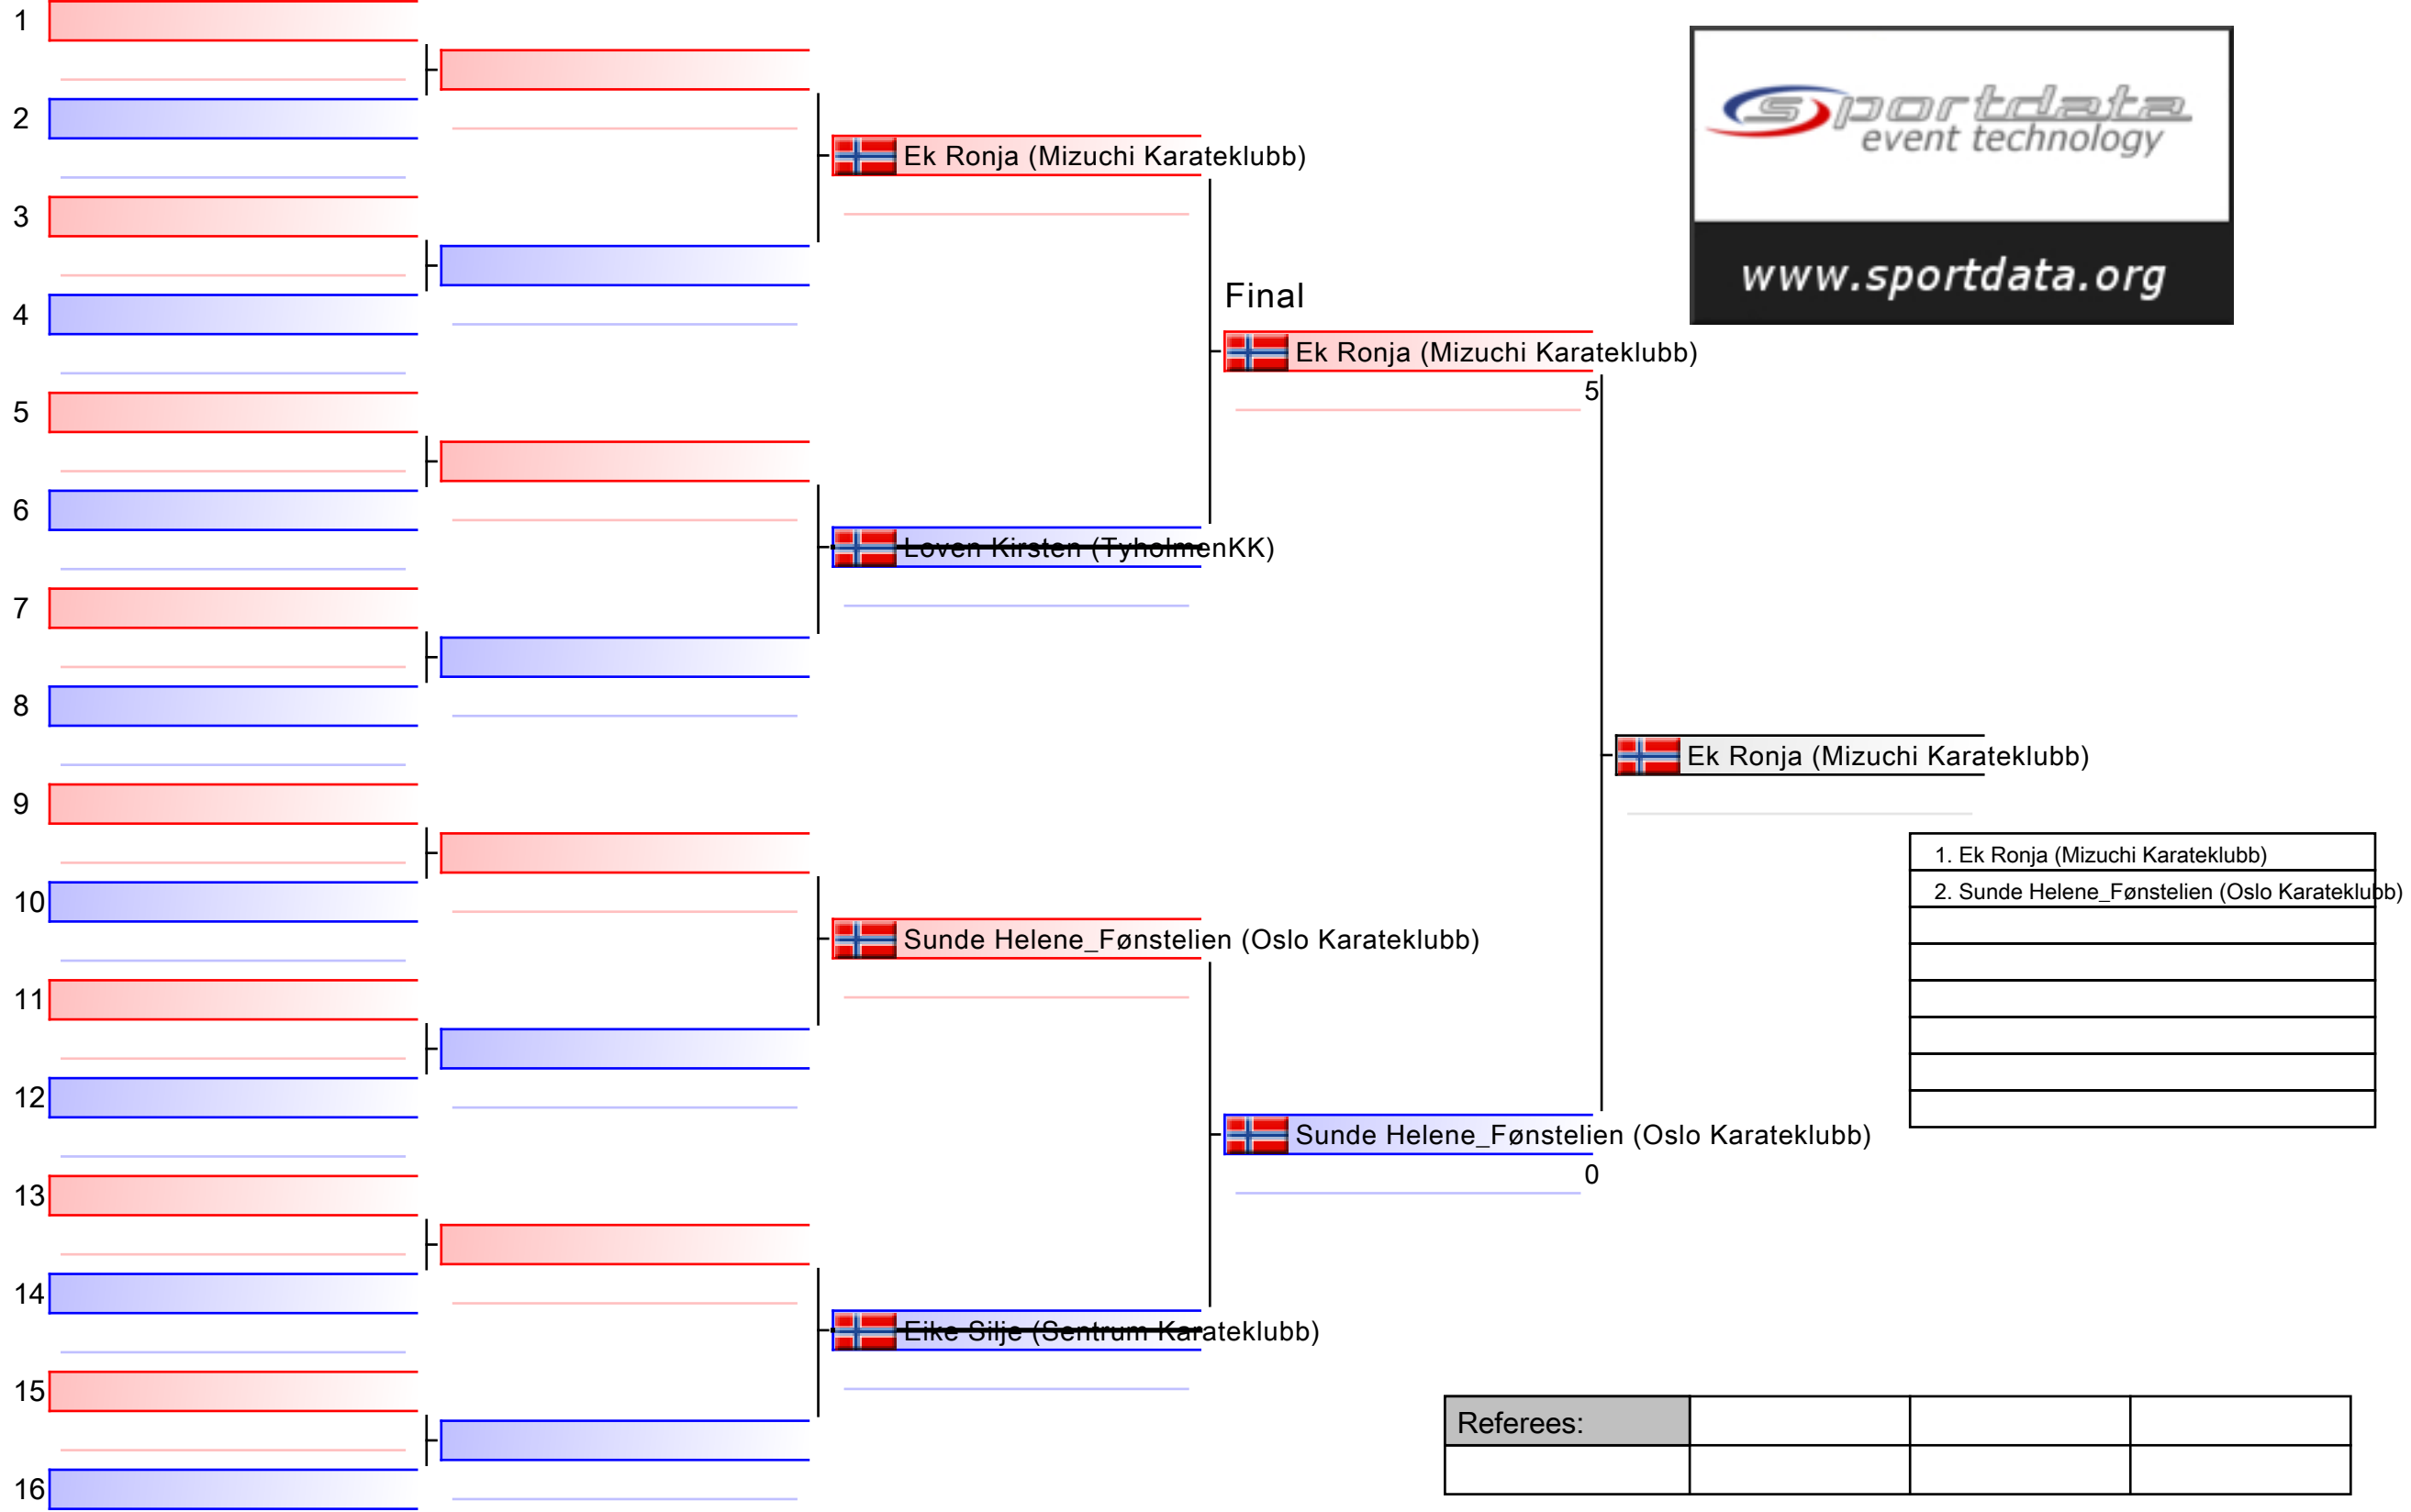 1
2
Ek Ronja (Mizuchi Karateklubb)
3
4
5
6
Loven Kirsten (TyholmenKK)
7
8
9
10
Sunde Helene_Fønstelien (Oslo Karateklubb)
11
12
13
14
Eike Silje (Sentrum Karateklubb)
15
16
Final
Ek Ronja (Mizuchi Karateklubb)
5
Sunde Helene_Fønstelien (Oslo Karateklubb)
0
Ek Ronja (Mizuchi Karateklubb)
sportdata
event technology
www.sportdata.org
1. Ek Ronja (Mizuchi Karateklubb)
2. Sunde Helene_Fønstelien (Oslo Karateklubb)
Referees: